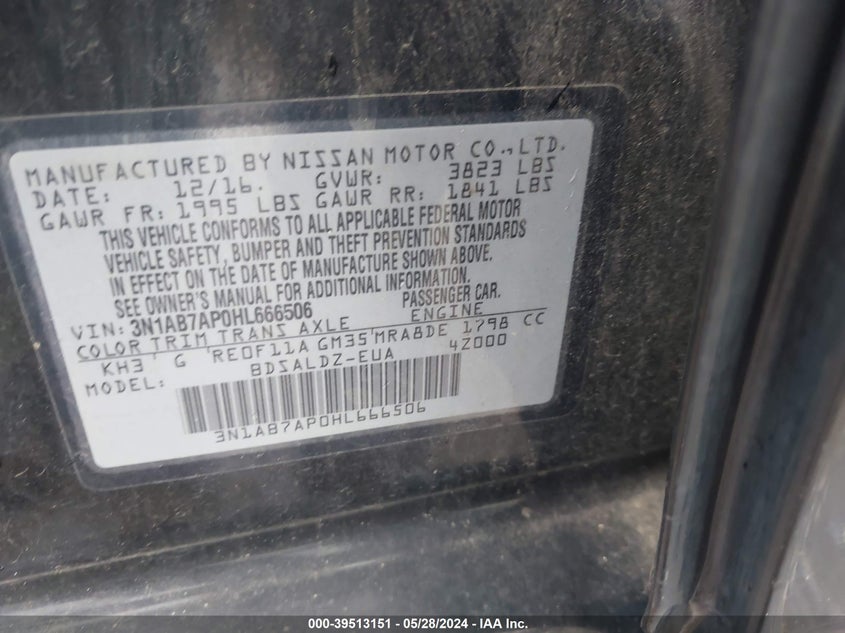 MANUFACTURED BY NISSAN MOTOR CO., LTD.
DATE: 12/16. GVWR: 3823 LBS
GAWR FR: 1995 LBS GAWR RR: 1841 LBS
THIS VEHICLE CONFORMS TO ALL APPLICABLE FEDERAL MOTOR
VEHICLE SAFETY, BUMPER AND THEFT PREVENTION STANDARDS
IN EFFECT ON THE DATE OF MANUFACTURE SHOWN ABOVE.
SEE OWNER'S MANUAL FOR ADDITIONAL INFORMATION.
VIN: 3N1AB7AP0HL666506 PASSENGER CAR.
COLOR TRIM TRANS AXLE ENGINE
KH3 G RE0F11A GM35 MRA8DE 1798 CC
MODEL: BDSALDZ-EUA 4Z000
3N1AB7AP0HL666506
000-39513151 - 05/28/2024 - IAAI Inc.